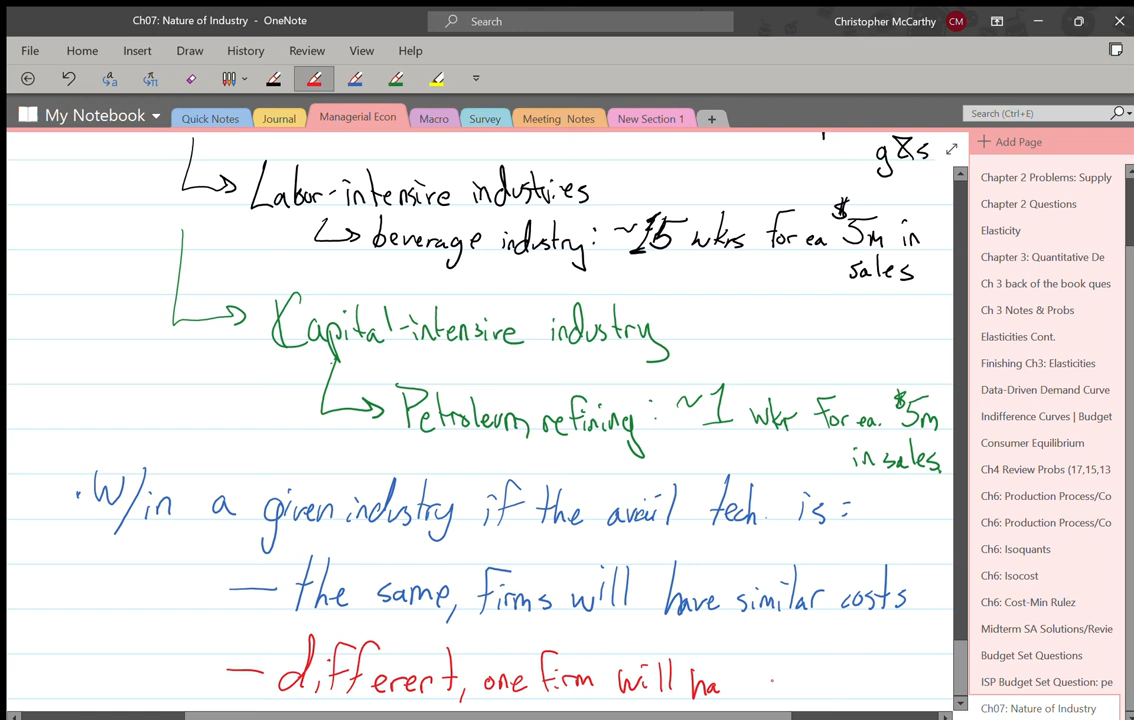 Ch07: Nature of Industry - OneNote
Search
Christopher McCarthy
CM
File Home Insert Draw History Review View Help
My Notebook
Quick Notes
Journal
Managerial Econ
Macro
Survey
Meeting Notes
New Section 1
Search (Ctrl+E)
g&s
Labor-intensive industries
beverage industry: ~15 wkrs for ea $5m in
sales
Capital-intensive industry
Petroleum refining: ~1 wkr for ea. $5m
in sales
W/in a given industry if the avail tech. is:
— the same, firms will have similar costs
— different, one firm will ha
Add Page
Chapter 2 Problems: Supply
Chapter 2 Questions
Elasticity
Chapter 3: Quantitative De
Ch 3 back of the book ques
Ch 3 Notes & Probs
Elasticities Cont.
Finishing Ch3: Elasticities
Data-Driven Demand Curve
Indifference Curves | Budget
Consumer Equilibrium
Ch4 Review Probs (17,15,13
Ch6: Production Process/Co
Ch6: Production Process/Co
Ch6: Isoquants
Ch6: Isocost
Ch6: Cost-Min Rulez
Midterm SA Solutions/Revie
Budget Set Questions
ISP Budget Set Question: pe
Ch07: Nature of Industry